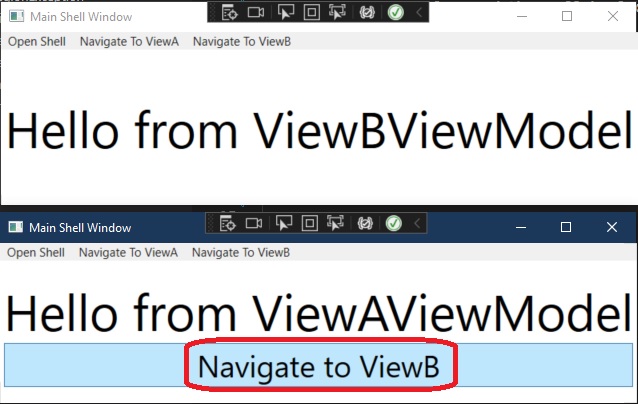 Main Shell Window
Open Shell Navigate To ViewA Navigate To ViewB
Hello from ViewBViewModel
Main Shell Window
Open Shell Navigate To ViewA Navigate To ViewB
Hello from ViewAViewModel
Navigate to ViewB